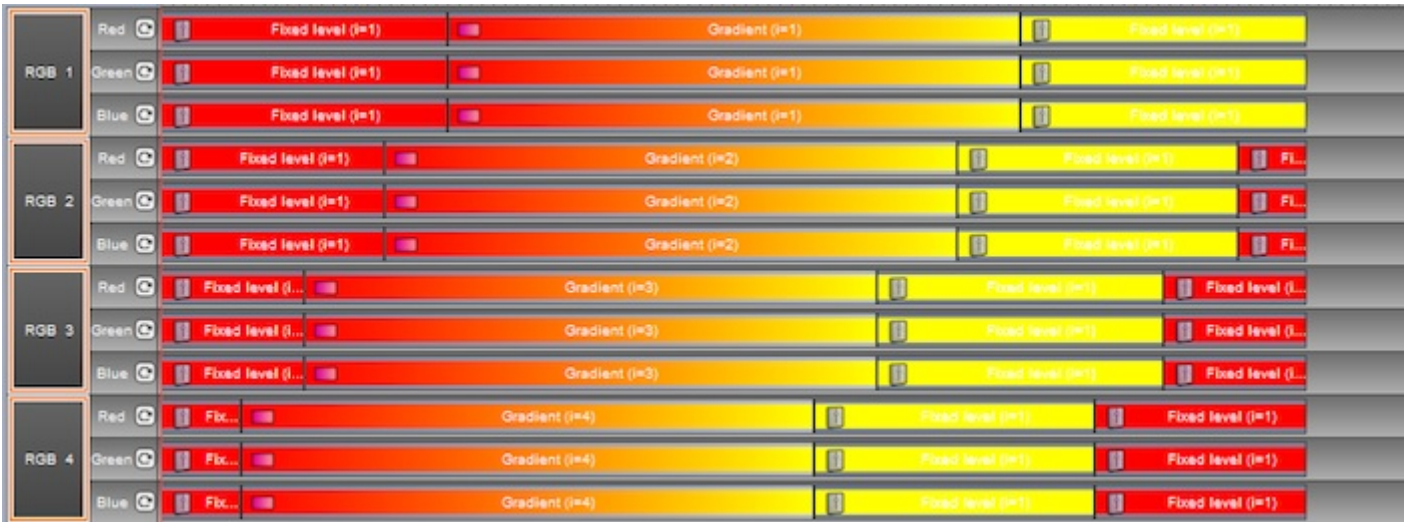 Red Fixed level (i=1) Gradient (i=1) Fixed level (i=1)
RGB 1 Green Fixed level (i=1) Gradient (i=1) Fixed level (i=1)
Blue Fixed level (i=1) Gradient (i=1) Fixed level (i=1)
Red Fixed level (i=1) Gradient (i=2) Fixed level (i=1) Fi...
RGB 2 Green Fixed level (i=1) Gradient (i=2) Fixed level (i=1) Fi...
Blue Fixed level (i=1) Gradient (i=2) Fixed level (i=1) Fi...
Red Fixed level (i... Gradient (i=3) Fixed level (i=1) Fixed level (i...
RGB 3 Green Fixed level (i... Gradient (i=3) Fixed level (i=1) Fixed level (i...
Blue Fixed level (i... Gradient (i=3) Fixed level (i=1) Fixed level (i...
Red Fix... Gradient (i=4) Fixed level (i=1) Fixed level (i=1)
RGB 4 Green Fix... Gradient (i=4) Fixed level (i=1) Fixed level (i=1)
Blue Fix... Gradient (i=4) Fixed level (i=1) Fixed level (i=1)